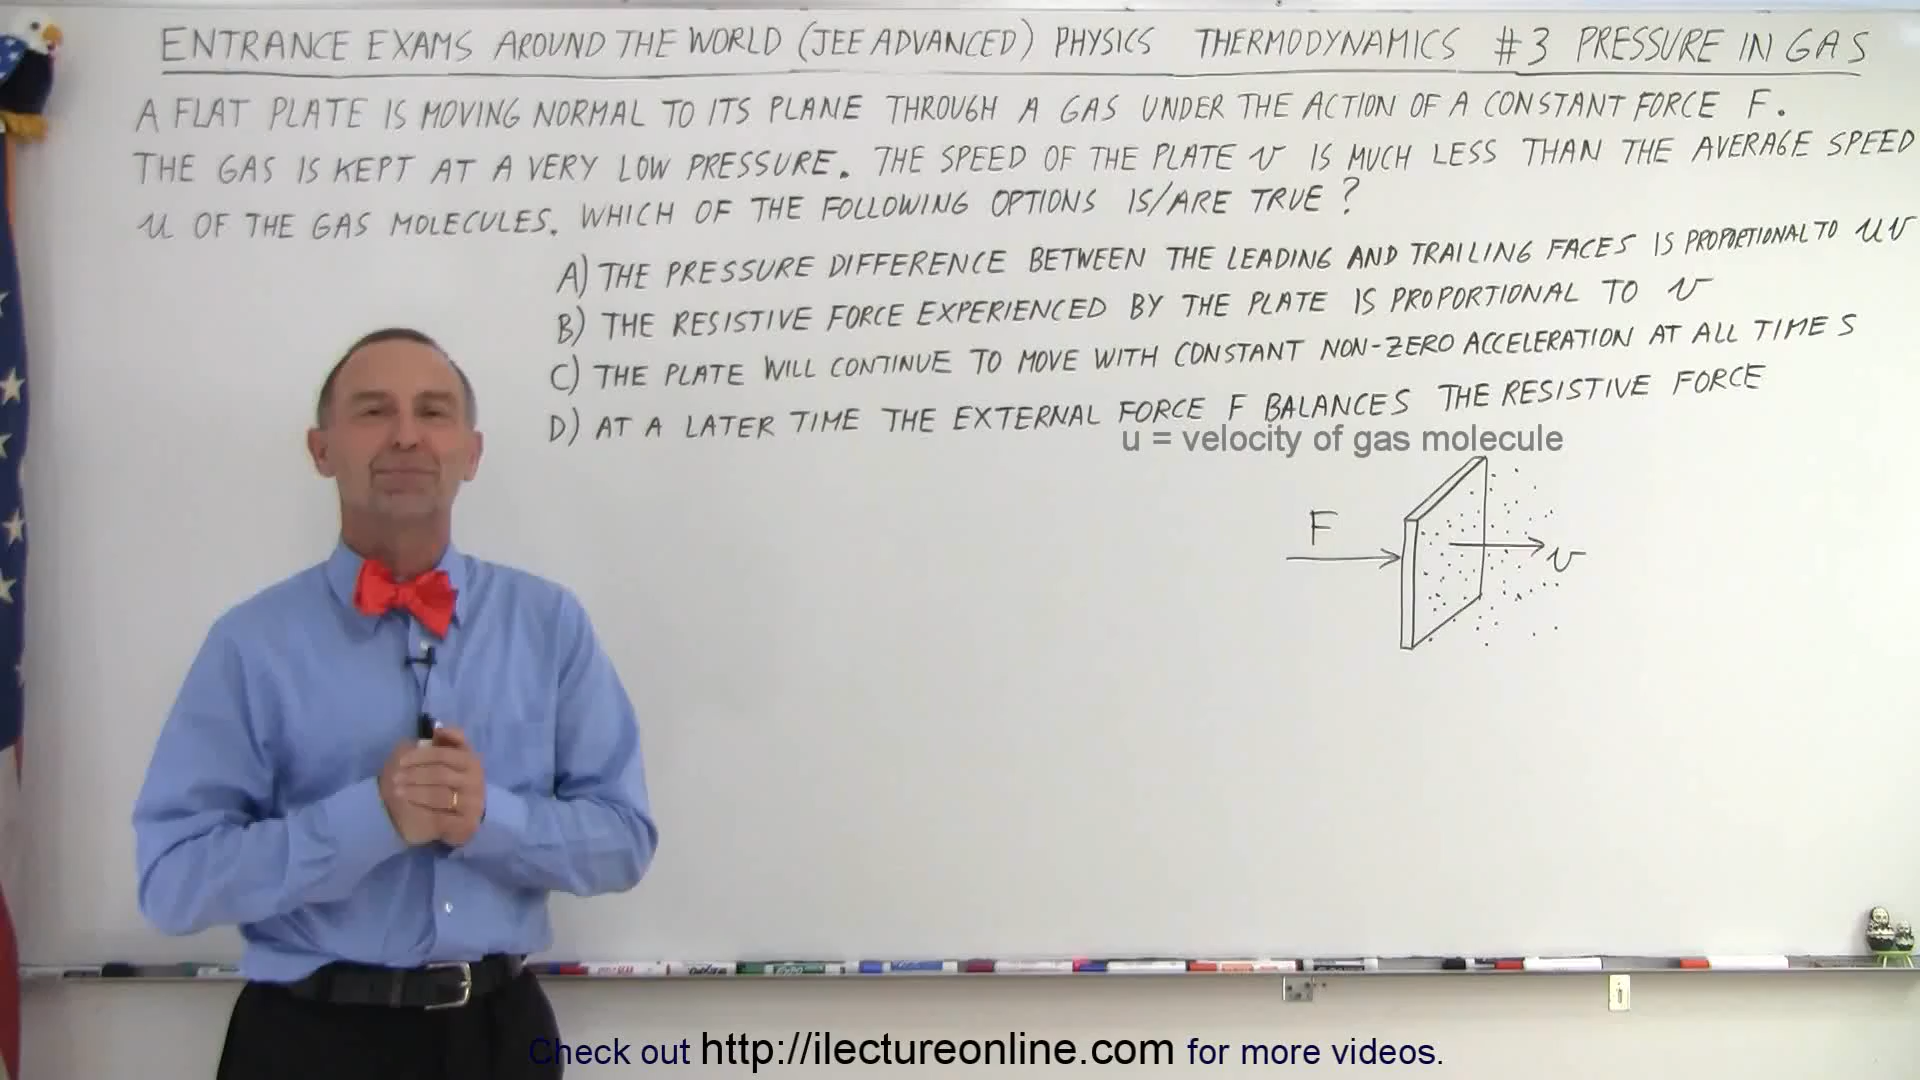 ENTRANCE EXAMS AROUND THE WORLD (JEE ADVANCED) PHYSICS THERMODYNAMICS #3 PRESSURE IN GAS
A FLAT PLATE IS MOVING NORMAL TO ITS PLANE THROUGH A GAS UNDER THE ACTION OF A CONSTANT FORCE F.
THE GAS IS KEPT AT A VERY LOW PRESSURE. THE SPEED OF THE PLATE v IS MUCH LESS THAN THE AVERAGE SPEED
u OF THE GAS MOLECULES. WHICH OF THE FOLLOWING OPTIONS IS/ARE TRUE?
A) THE PRESSURE DIFFERENCE BETWEEN THE LEADING AND TRAILING FACES IS PROPORTIONAL TO uv
B) THE RESISTIVE FORCE EXPERIENCED BY THE PLATE IS PROPORTIONAL TO v
C) THE PLATE WILL CONTINUE TO MOVE WITH CONSTANT NON-ZERO ACCELERATION AT ALL TIMES
D) AT A LATER TIME THE EXTERNAL FORCE F BALANCES THE RESISTIVE FORCE
u = velocity of gas molecule
F
v
Check out http://ilectureonline.com for more videos.